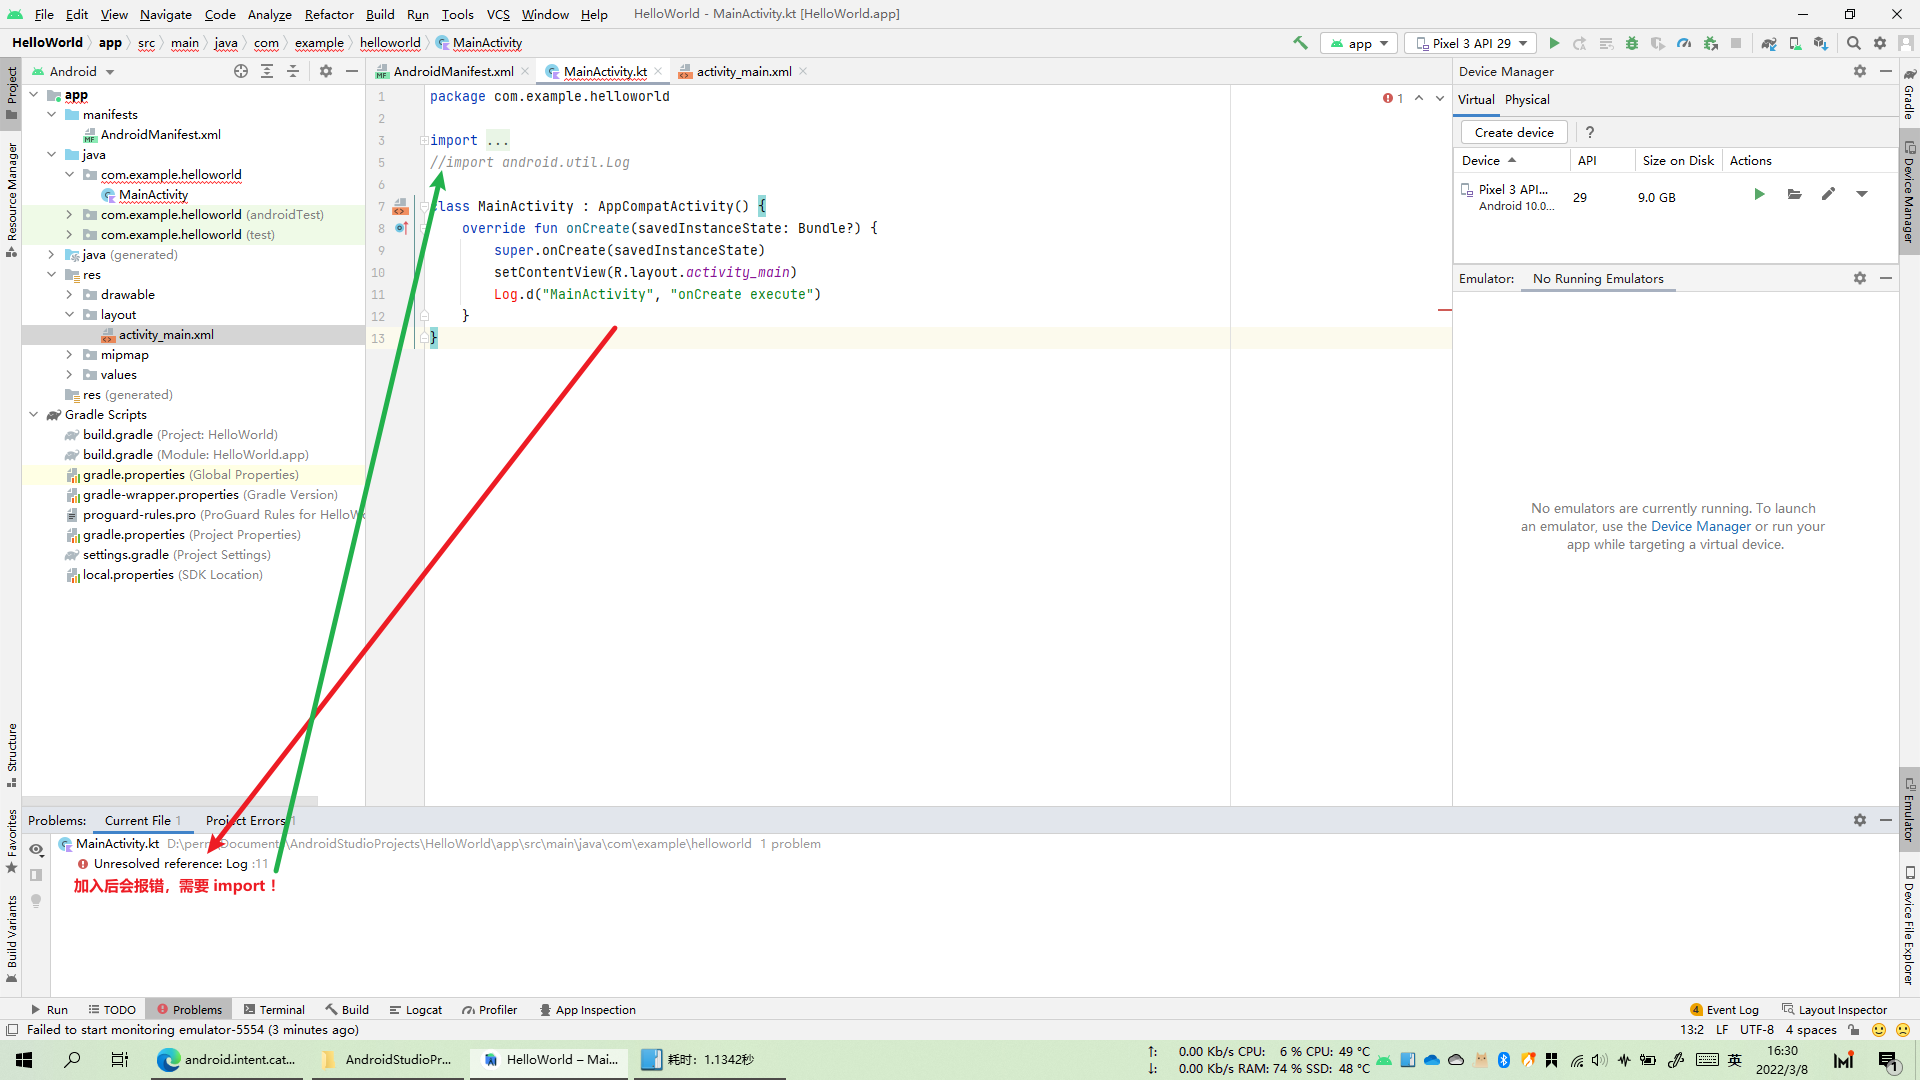 File Edit View Navigate Code Analyze Refactor Build Run Tools VCS Window Help HelloWorld - MainActivity.kt [HelloWorld.app]
HelloWorld app src main java com example helloworld MainActivity app Pixel 3 API 29
Android
AndroidManifest.xml MainActivity.kt activity_main.xml
Project
Resource Manager
Structure
Favorites
Build Variants
app
manifests
AndroidManifest.xml
java
com.example.helloworld
MainActivity
com.example.helloworld (androidTest)
com.example.helloworld (test)
java (generated)
res
drawable
layout
activity_main.xml
mipmap
values
res (generated)
Gradle Scripts
build.gradle (Project: HelloWorld)
build.gradle (Module: HelloWorld.app)
gradle.properties (Global Properties)
gradle-wrapper.properties (Gradle Version)
proguard-rules.pro (ProGuard Rules for HelloWo
gradle.properties (Project Properties)
settings.gradle (Project Settings)
local.properties (SDK Location)
1 package com.example.helloworld
2
3 import ...
5 //import android.util.Log
6
7 class MainActivity : AppCompatActivity() {
8 override fun onCreate(savedInstanceState: Bundle?) {
9 super.onCreate(savedInstanceState)
10 setContentView(R.layout.activity_main)
11 Log.d("MainActivity", "onCreate execute")
12 }
13 }
1
Device Manager
Virtual Physical
Create device ?
Device API Size on Disk Actions
Pixel 3 API... 29 9.0 GB
Android 10.0...
Emulator: No Running Emulators
No emulators are currently running. To launch
an emulator, use the Device Manager or run your
app while targeting a virtual device.
Gradle
Device Manager
Emulator
Device File Explorer
Problems: Current File 1 Project Errors 1
MainActivity.kt \AndroidStudioProjects\HelloWorld\app\src\main\java\com\example\helloworld 1 problem
Unresolved reference: Log :11
加入后会报错，需要 import！
Run TODO Problems Terminal Build Logcat Profiler App Inspection 4 Event Log Layout Inspector
Failed to start monitoring emulator-5554 (3 minutes ago) 13:2 LF UTF-8 4 spaces
android.intent.cat... AndroidStudioPr... HelloWorld – Mai... 耗时: 1.1342秒
↑: 0.00 Kb/s CPU: 6 % CPU: 49 °C
↓: 0.00 Kb/s RAM: 74 % SSD: 48 °C
英
16:30
2022/3/8
1